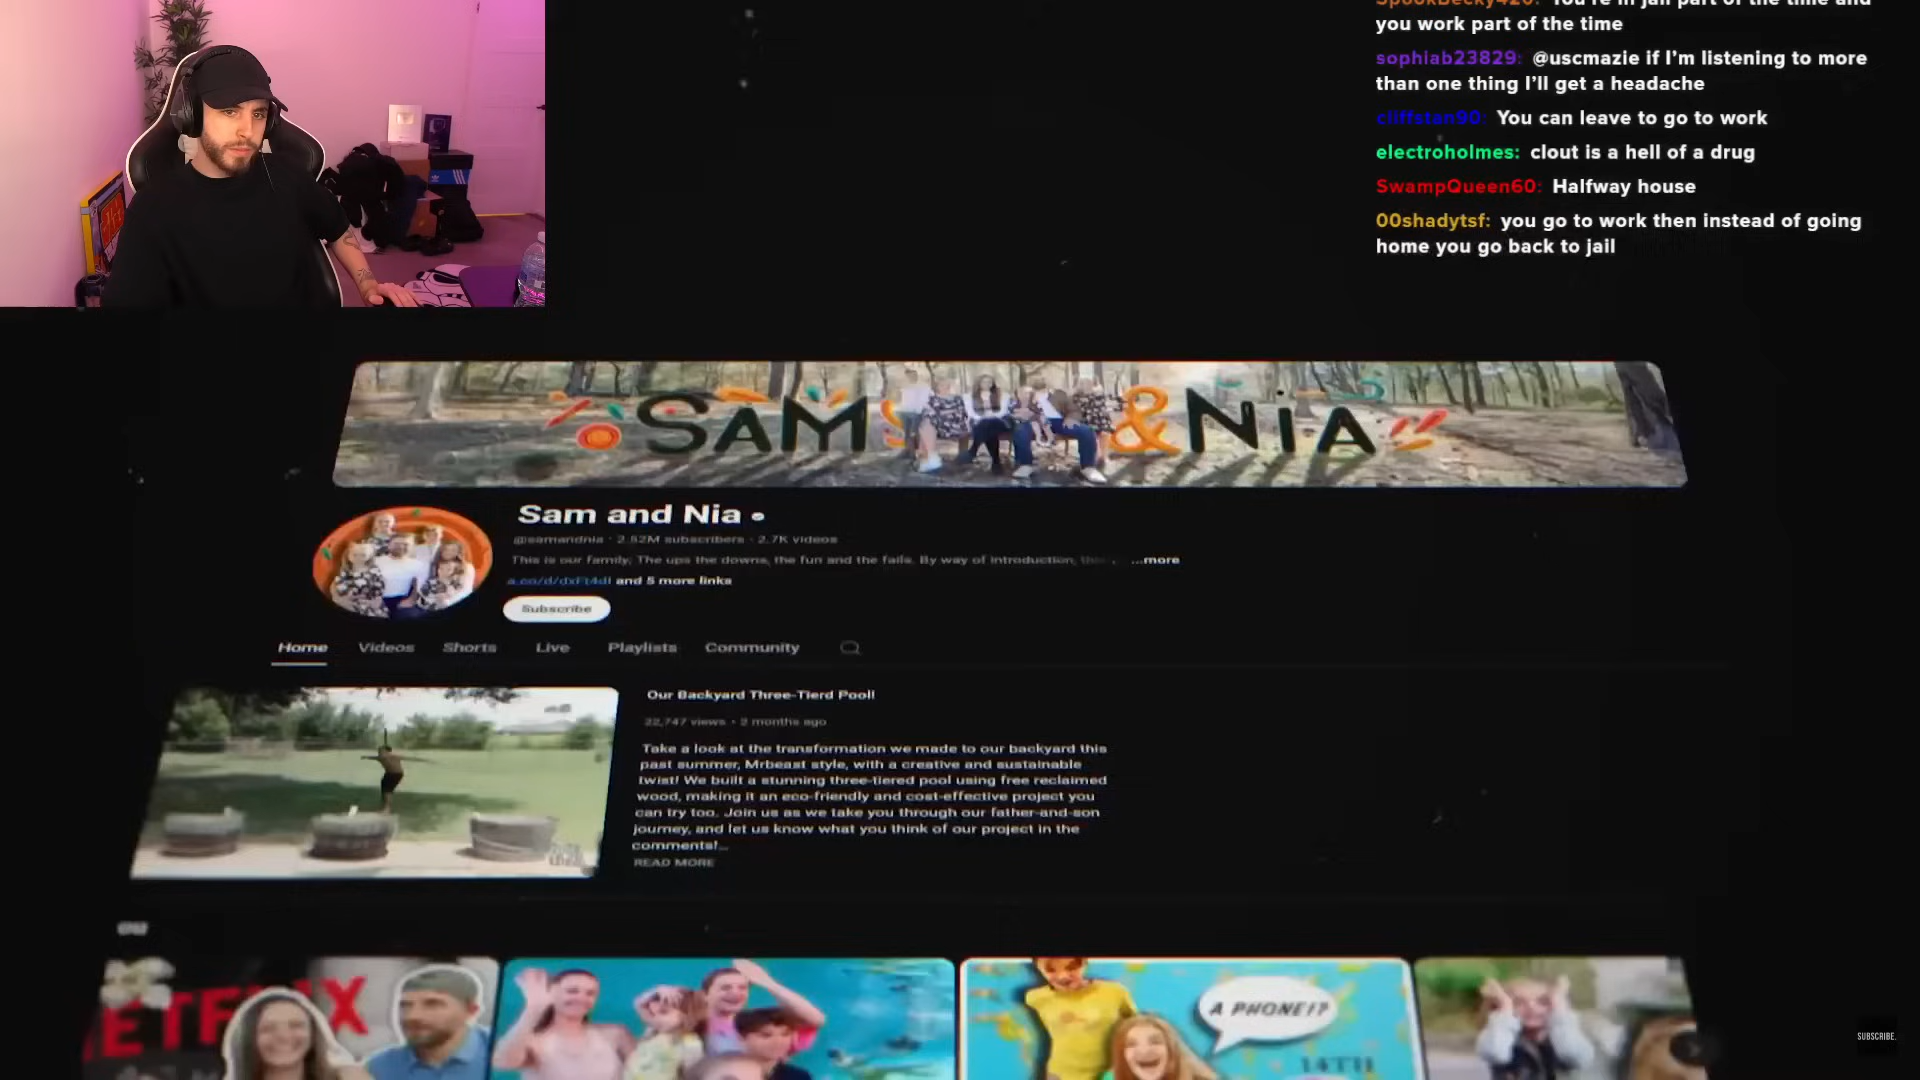 you work part of the time
sophiab23829: @uscmazie if I'm listening to more
than one thing I'll get a headache
cliffstan90: You can leave to go to work
electroholmes: clout is a hell of a drug
SwampQueen60: Halfway house
00shadytsf: you go to work then instead of going
home you go back to jail
SAM & NIA
Sam and Nia
@samandnia · 2.52M subscribers · 2.7K videos
This is our family; The ups the downs, the fun and the fails. By way of introduction, ...more
a.co/d/dxFt4dI and 5 more links
Subscribe
Home Videos Shorts Live Playlists Community
Our Backyard Three-Tierd Pool!
22,747 views • 2 months ago
Take a look at the transformation we made to our backyard this
past summer, Mrbeast style, with a creative and sustainable
twist! We built a stunning three-tiered pool using free reclaimed
wood, making it an eco-friendly and cost-effective project you
can try too. Join us as we take you through our father-and-son
journey, and let us know what you think of our project in the
comments!...
READ MORE
A PHONE!?
14TH
SUBSCRIBE.